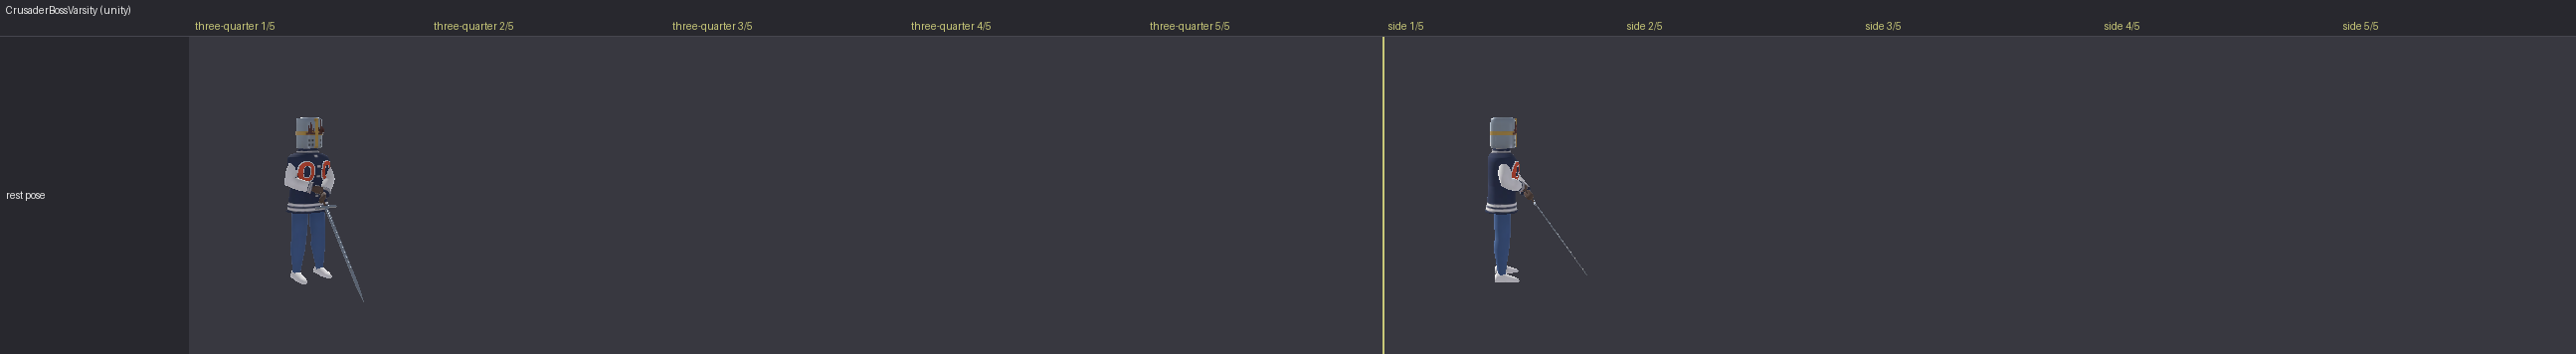 CrusaderBossVarsity (unity)
three-quarter 1/5 three-quarter 2/5 three-quarter 3/5 three-quarter 4/5 three-quarter 5/5 side 1/5 side 2/5 side 3/5 side 4/5 side 5/5
rest pose